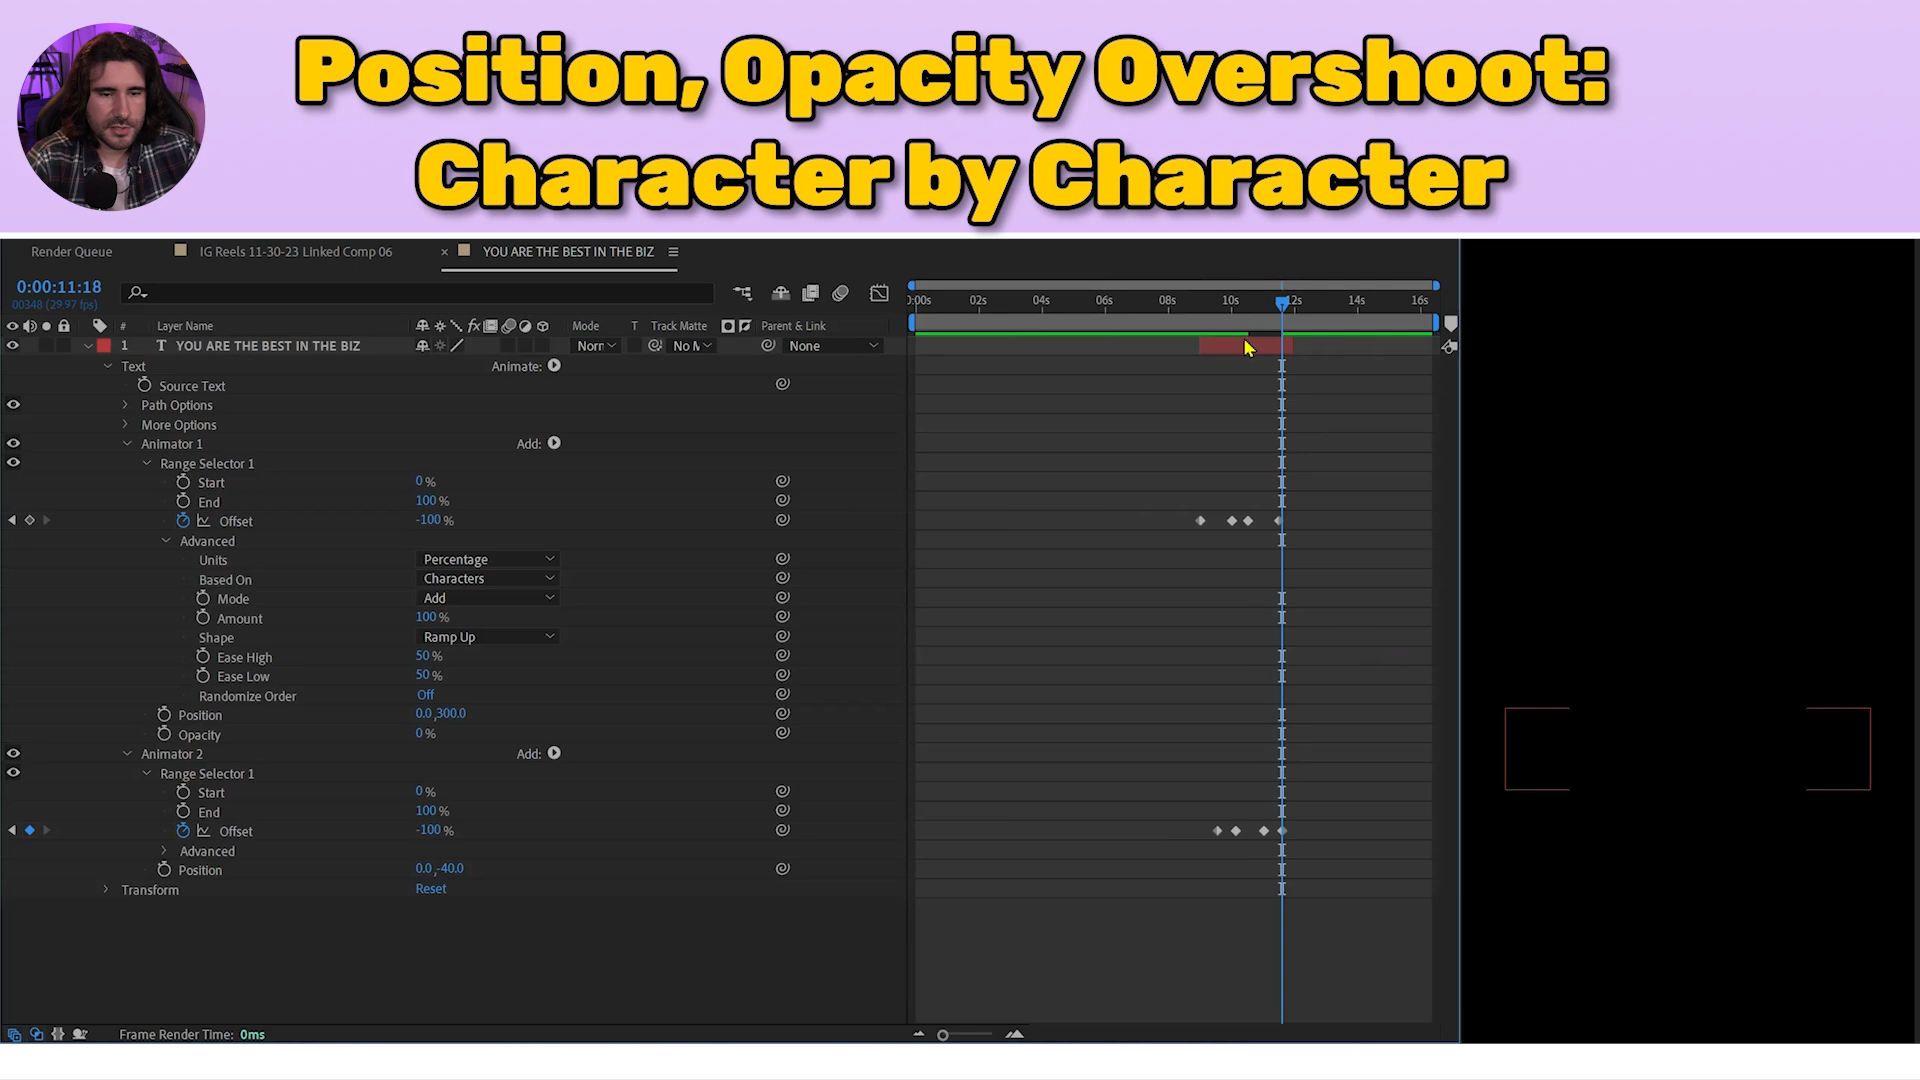 Position, Opacity Overshoot:
Character by Character
Render Queue
IG Reels 11-30-23 Linked Comp 06
× YOU ARE THE BEST IN THE BIZ
0:00:11:18
00348 (29.97 fps)
0:00s 02s 04s 06s 08s 10s 12s 14s 16s
# Layer Name fx Mode T Track Matte Parent & Link
1 T YOU ARE THE BEST IN THE BIZ Norn No M None
Text Animate:
Source Text
Path Options
More Options
Animator 1 Add:
Range Selector 1
Start 0 %
End 100 %
Offset -100 %
Advanced
Units Percentage
Based On Characters
Mode Add
Amount 100 %
Shape Ramp Up
Ease High 50 %
Ease Low 50 %
Randomize Order Off
Position 0.0 ,300.0
Opacity 0 %
Animator 2 Add:
Range Selector 1
Start 0 %
End 100 %
Offset -100 %
Advanced
Position 0.0 ,-40.0
Transform Reset
Frame Render Time: 0ms